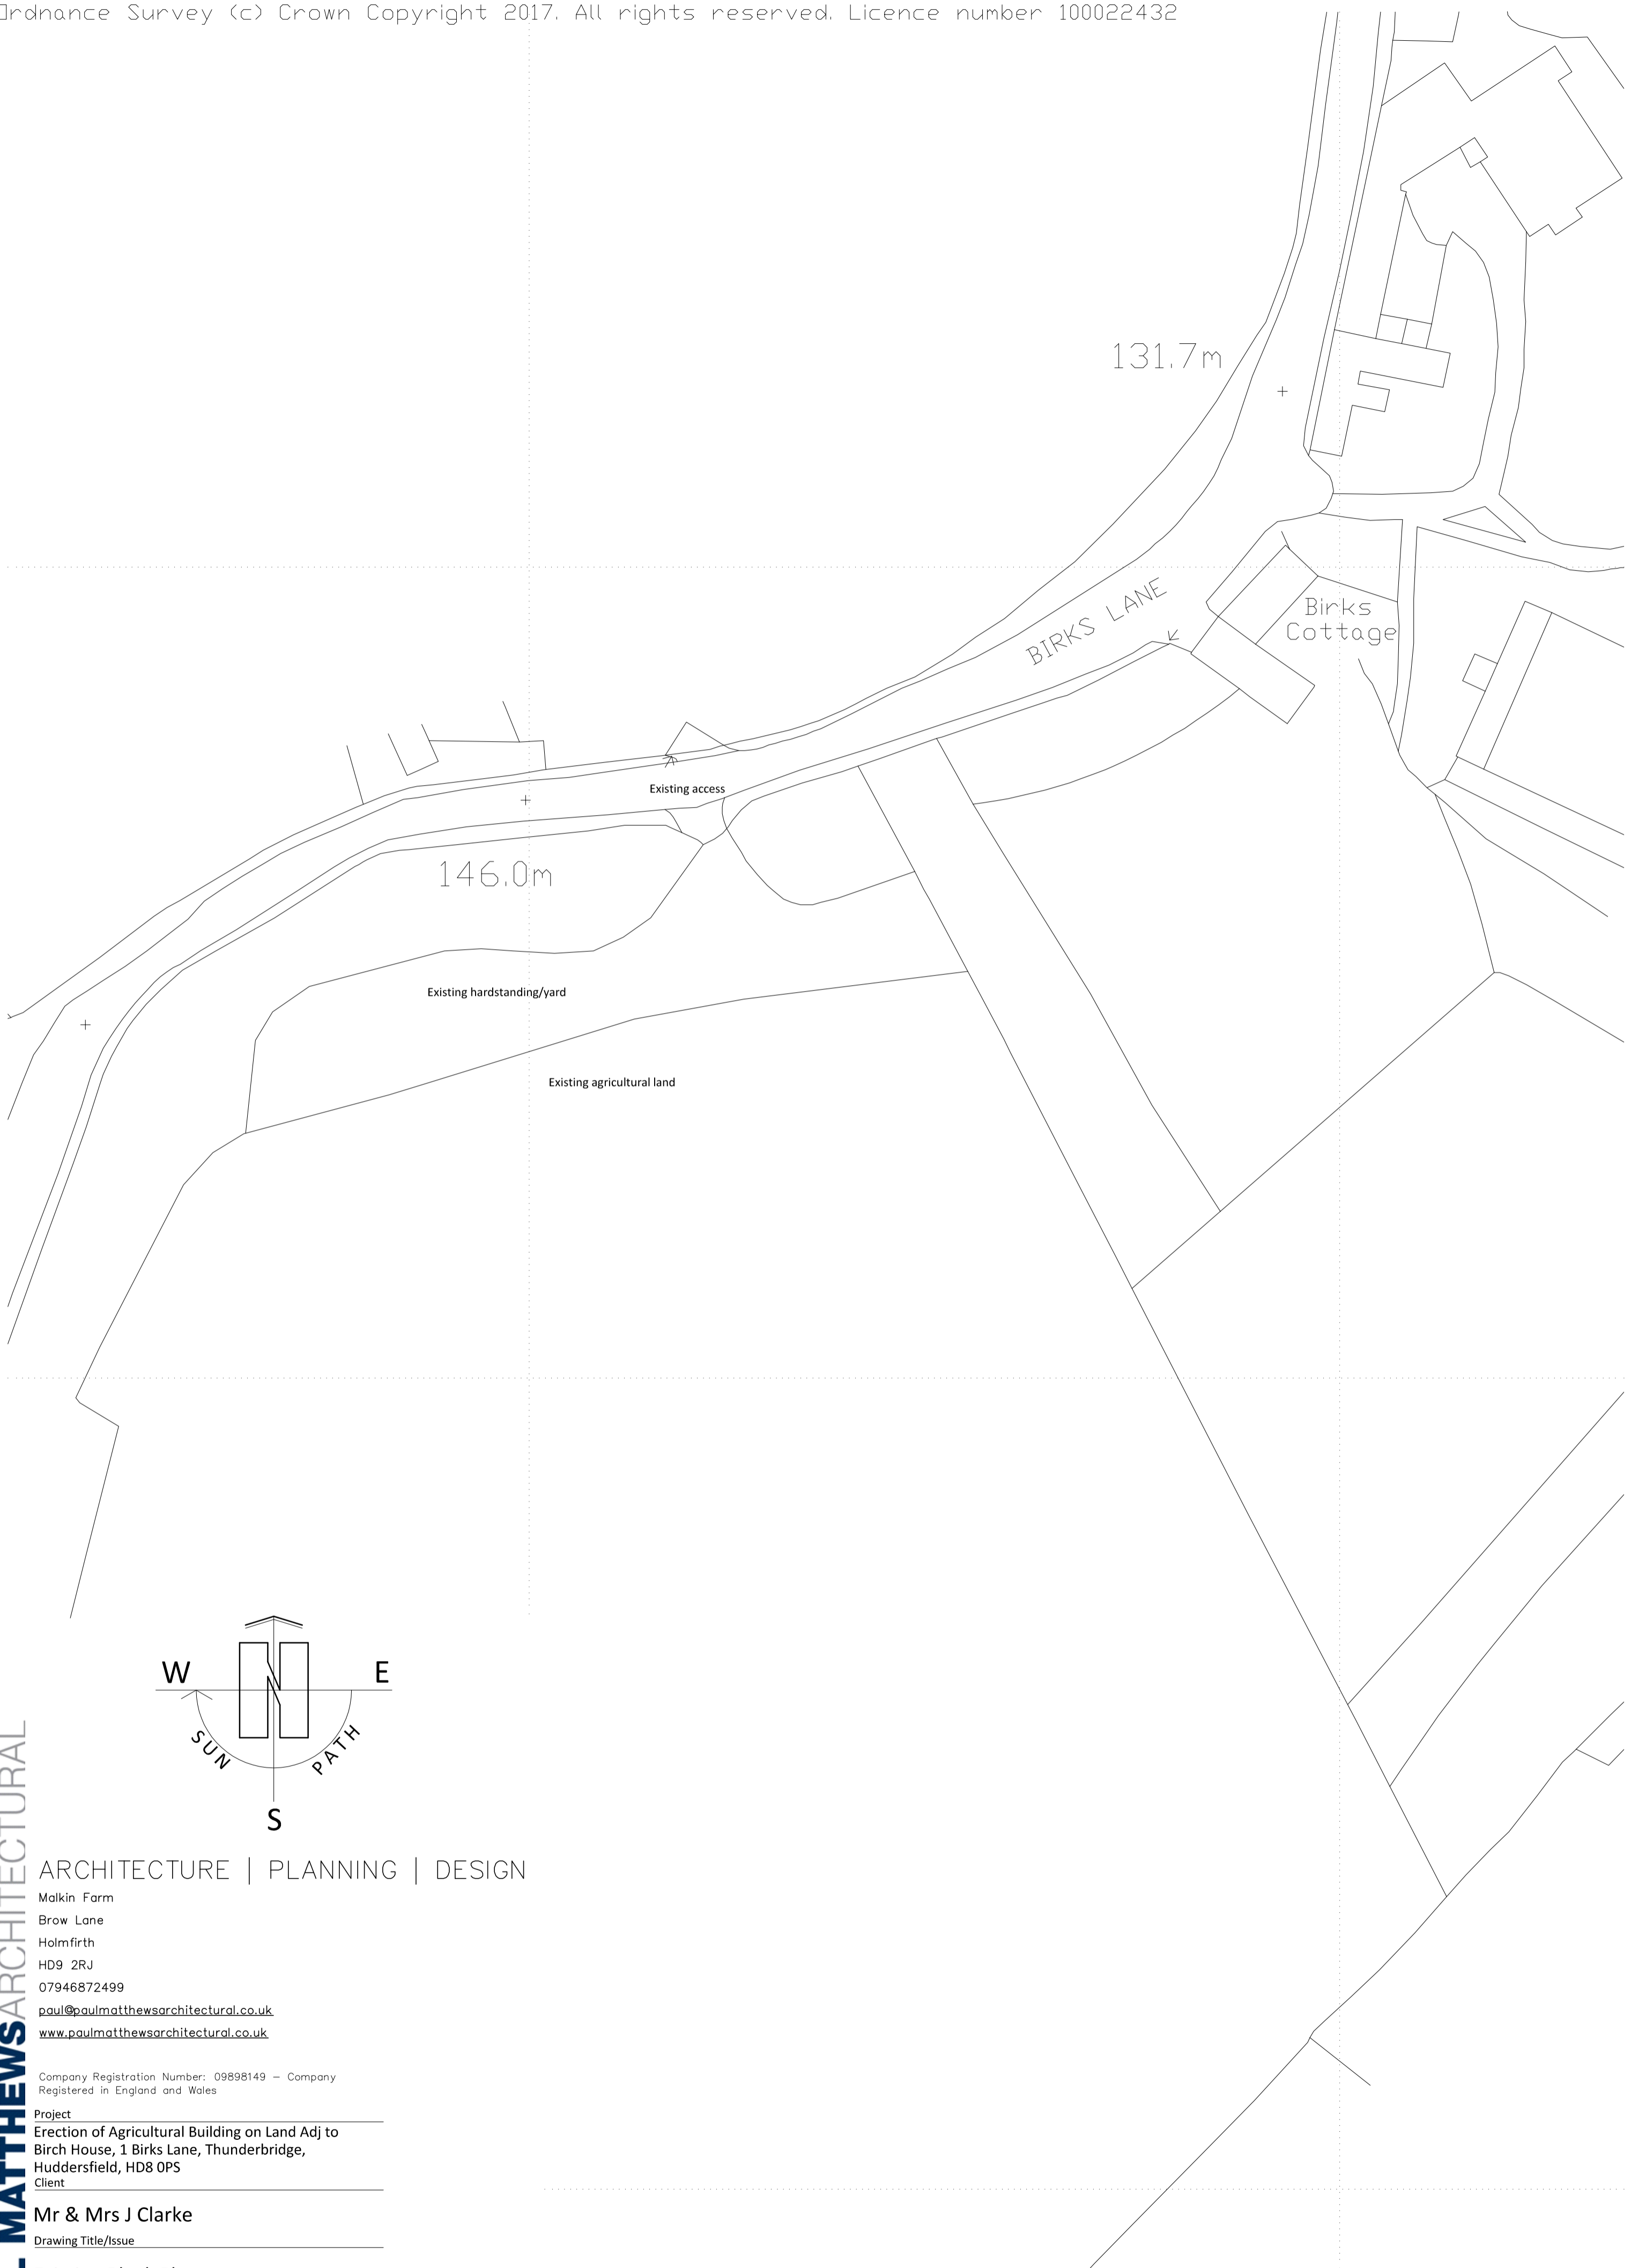 Ordnance Survey (c) Crown Copyright 2017. All rights reserved. Licence number 100022432
131.7m
BIRKS LANE
Birks
Cottage
Existing access
146.0m
Existing hardstanding/yard
Existing agricultural land
N
W
E
SUN PATH
S
ARCHITECTURE | PLANNING | DESIGN
Malkin Farm
Brow Lane
Holmfirth
HD9 2RJ
07946872499
paul@paulmatthewsarchitectural.co.uk
www.paulmatthewsarchitectural.co.uk
Company Registration Number: 09898149 – Company
Registered in England and Wales
MATTHEWSARCHITECTURAL
Project
Erection of Agricultural Building on Land Adj to
Birch House, 1 Birks Lane, Thunderbridge,
Huddersfield, HD8 0PS
Client
Mr & Mrs J Clarke
Drawing Title/Issue